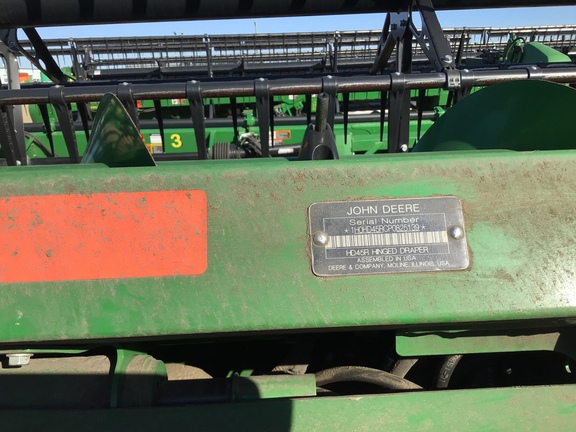 3
JOHN DEERE
Serial Number
*1H0HD45RCP0825139*
HD45R HINGED DRAPER
ASSEMBLED IN USA
DEERE & COMPANY, MOLINE, ILLINOIS, USA